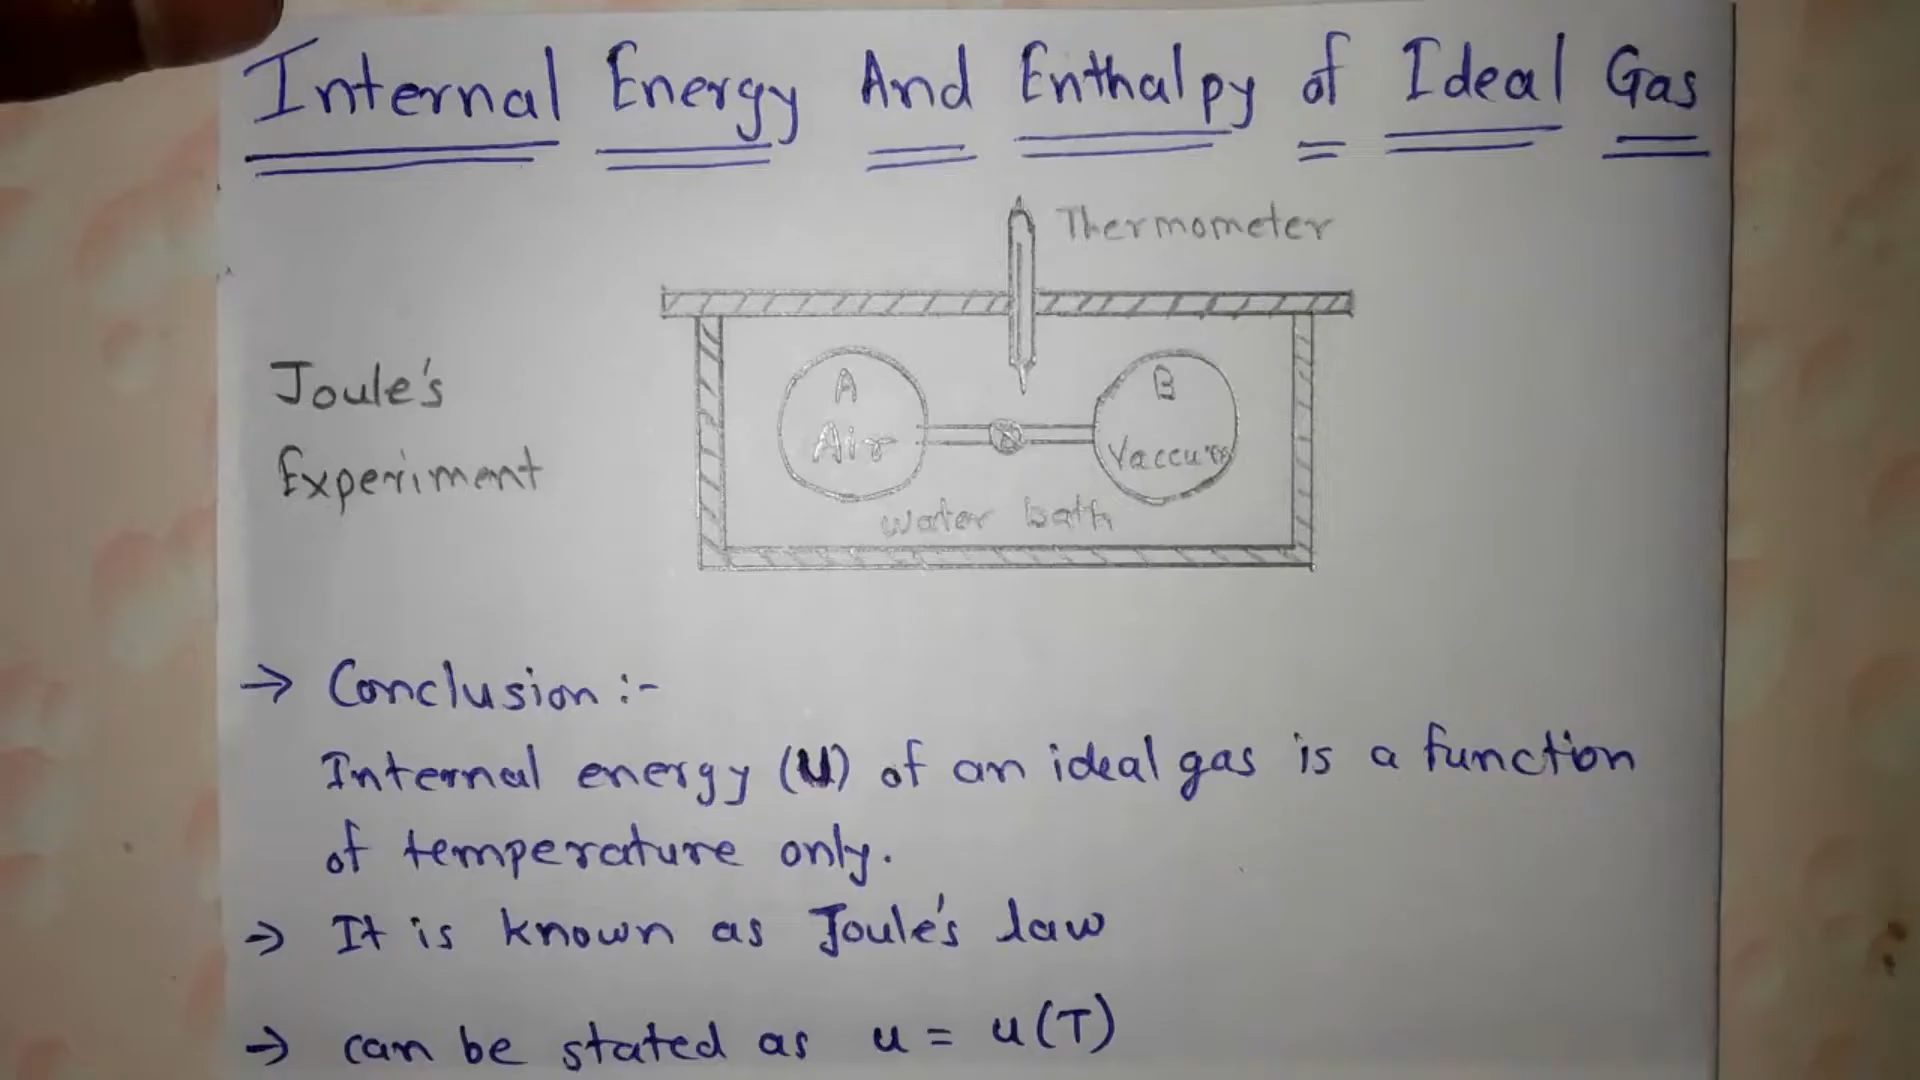 Internal Energy And Enthalpy of Ideal Gas
Thermometer
Joule's
Experiment
A
Air
B
Vaccum
water bath
→ Conclusion :-
Internal energy (U) of an ideal gas is a function
of temperature only.
→ It is known as Joule's law
→ can be stated as u = u(T)